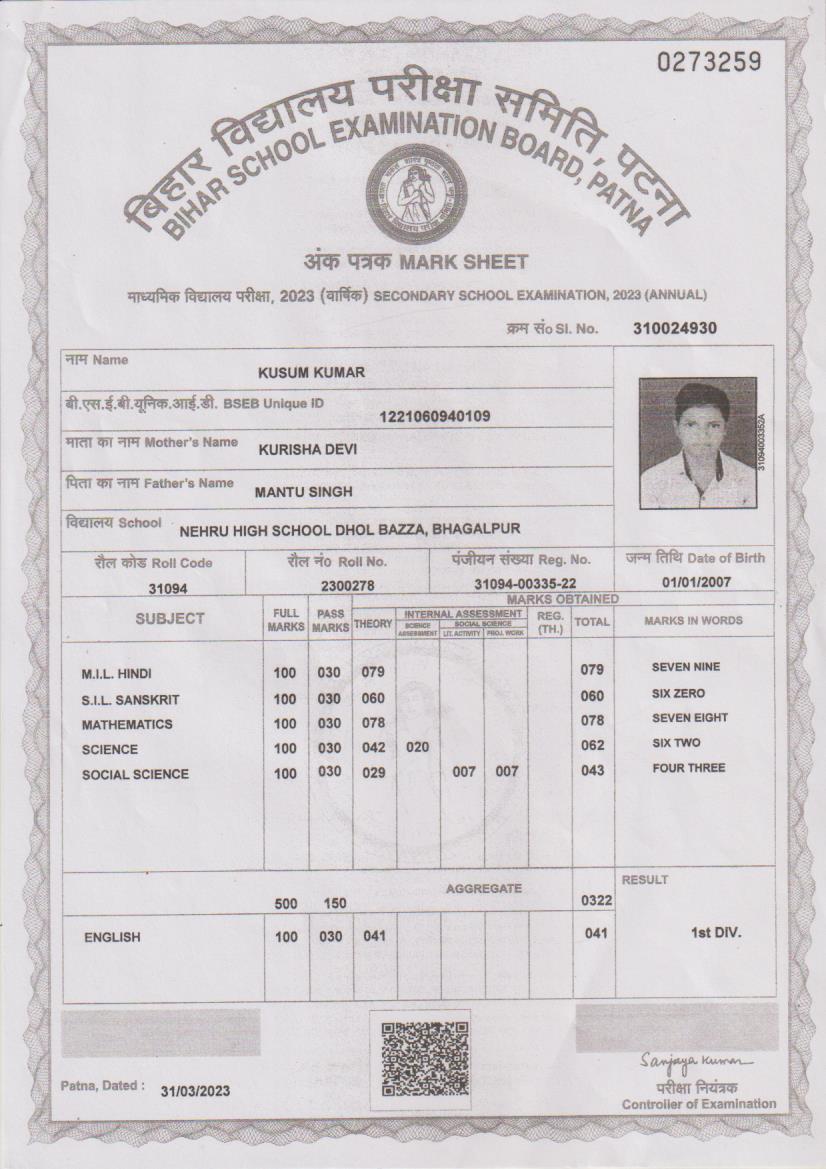 0273259
बिहार विद्यालय परीक्षा समिति, पटना
BIHAR SCHOOL EXAMINATION BOARD, PATNA
अंक पत्रक MARK SHEET
माध्यमिक विद्यालय परीक्षा, 2023 (वार्षिक) SECONDARY SCHOOL EXAMINATION, 2023 (ANNUAL)
क्रम सं० Sl. No. 310024930
नाम Name KUSUM KUMAR
बी.एस.ई.बी.यूनिक.आई.डी. BSEB Unique ID 1221060940109
माता का नाम Mother's Name KURISHA DEVI
पिता का नाम Father's Name MANTU SINGH
विद्यालय School NEHRU HIGH SCHOOL DHOL BAZZA, BHAGALPUR
31094003352A
रौल कोड Roll Code रौल नं० Roll No. पंजीयन संख्या Reg. No. जन्म तिथि Date of Birth
31094 2300278 31094-00335-22 01/01/2007
MARKS OBTAINED
SUBJECT FULL MARKS PASS MARKS THEORY INTERNAL ASSESSMENT REG. (TH.) TOTAL MARKS IN WORDS
SCIENCE ASSESSMENT SOCIAL SCIENCE
LIT. ACTIVITY PROJ. WORK
M.I.L. HINDI 100 030 079 079 SEVEN NINE
S.I.L. SANSKRIT 100 030 060 060 SIX ZERO
MATHEMATICS 100 030 078 078 SEVEN EIGHT
SCIENCE 100 030 042 020 062 SIX TWO
SOCIAL SCIENCE 100 030 029 007 007 043 FOUR THREE
AGGREGATE RESULT
500 150 0322
ENGLISH 100 030 041 041 1st DIV.
Sanjaya Kumar
Patna, Dated : 31/03/2023
परीक्षा नियंत्रक
Controller of Examination